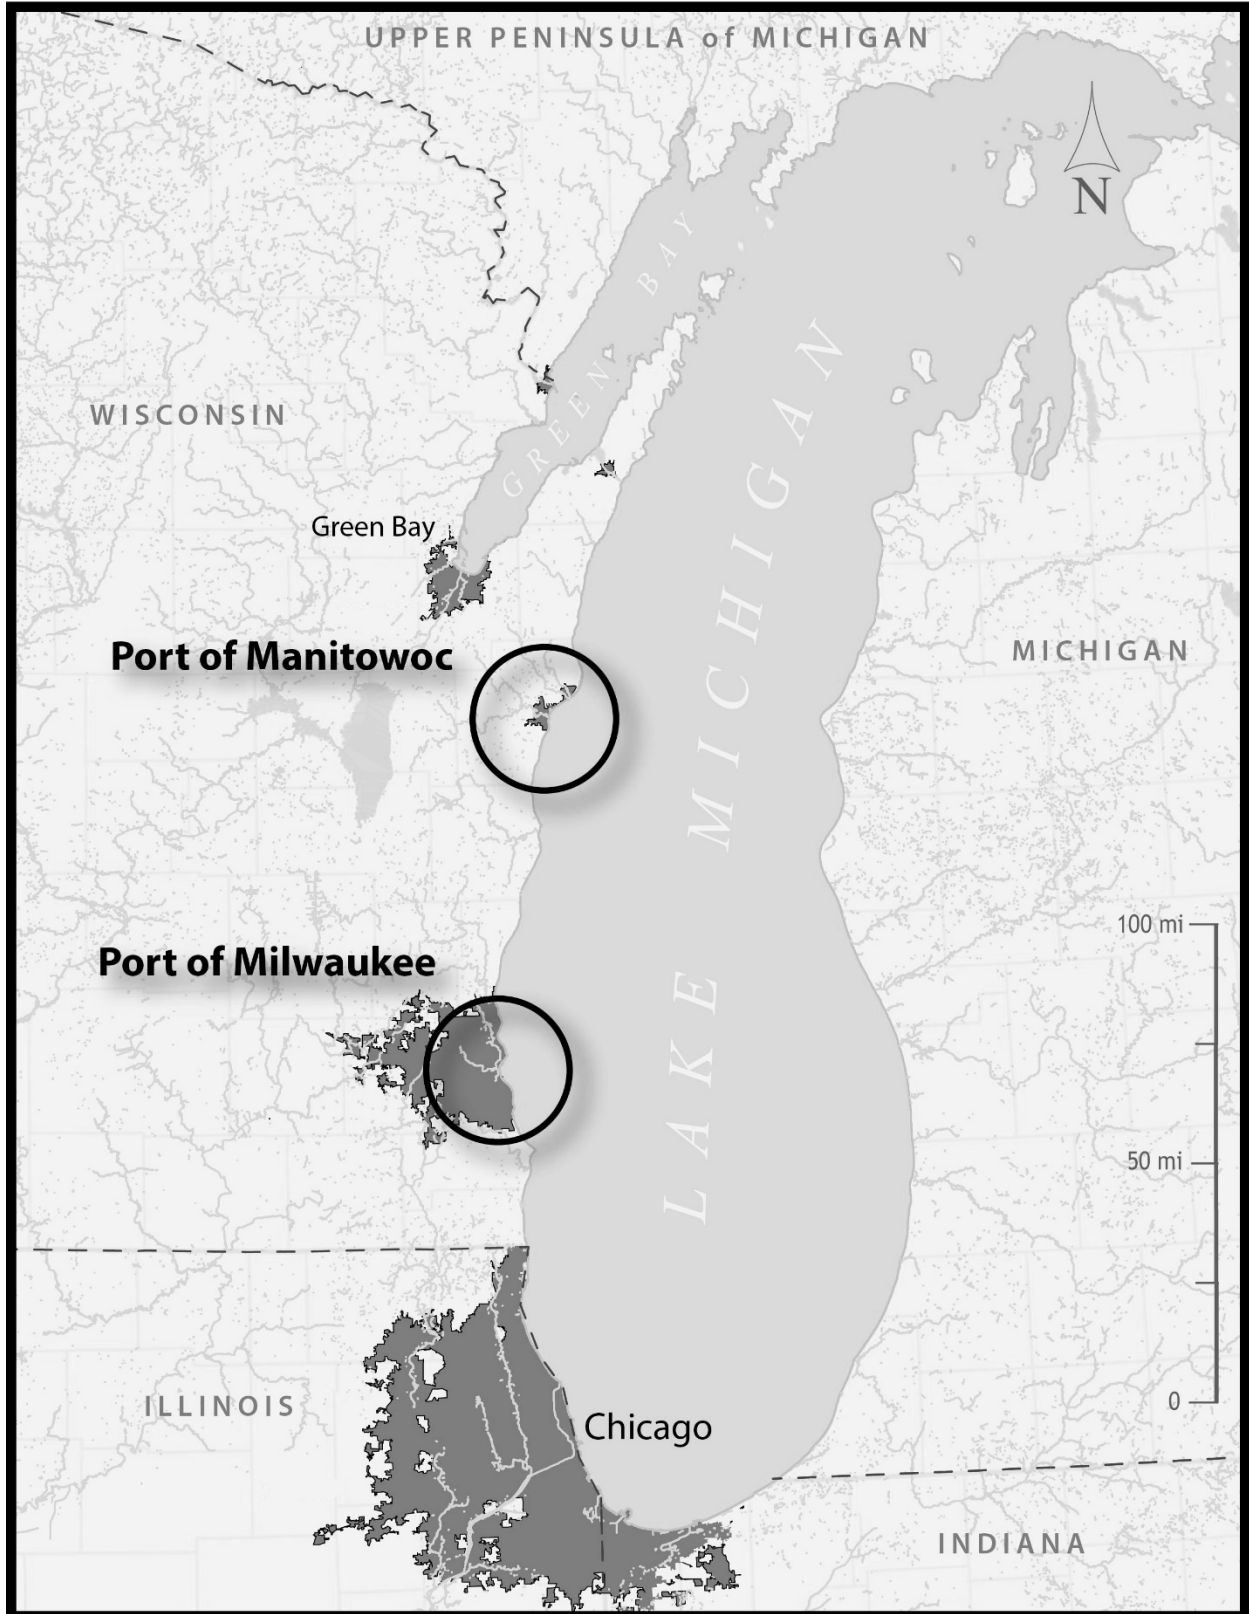 UPPER PENINSULA of MICHIGAN
N
GREEN BAY
WISCONSIN
LAKE MICHIGAN
Green Bay
Port of Manitowoc
MICHIGAN
100 mi
Port of Milwaukee
50 mi
0
ILLINOIS
Chicago
INDIANA